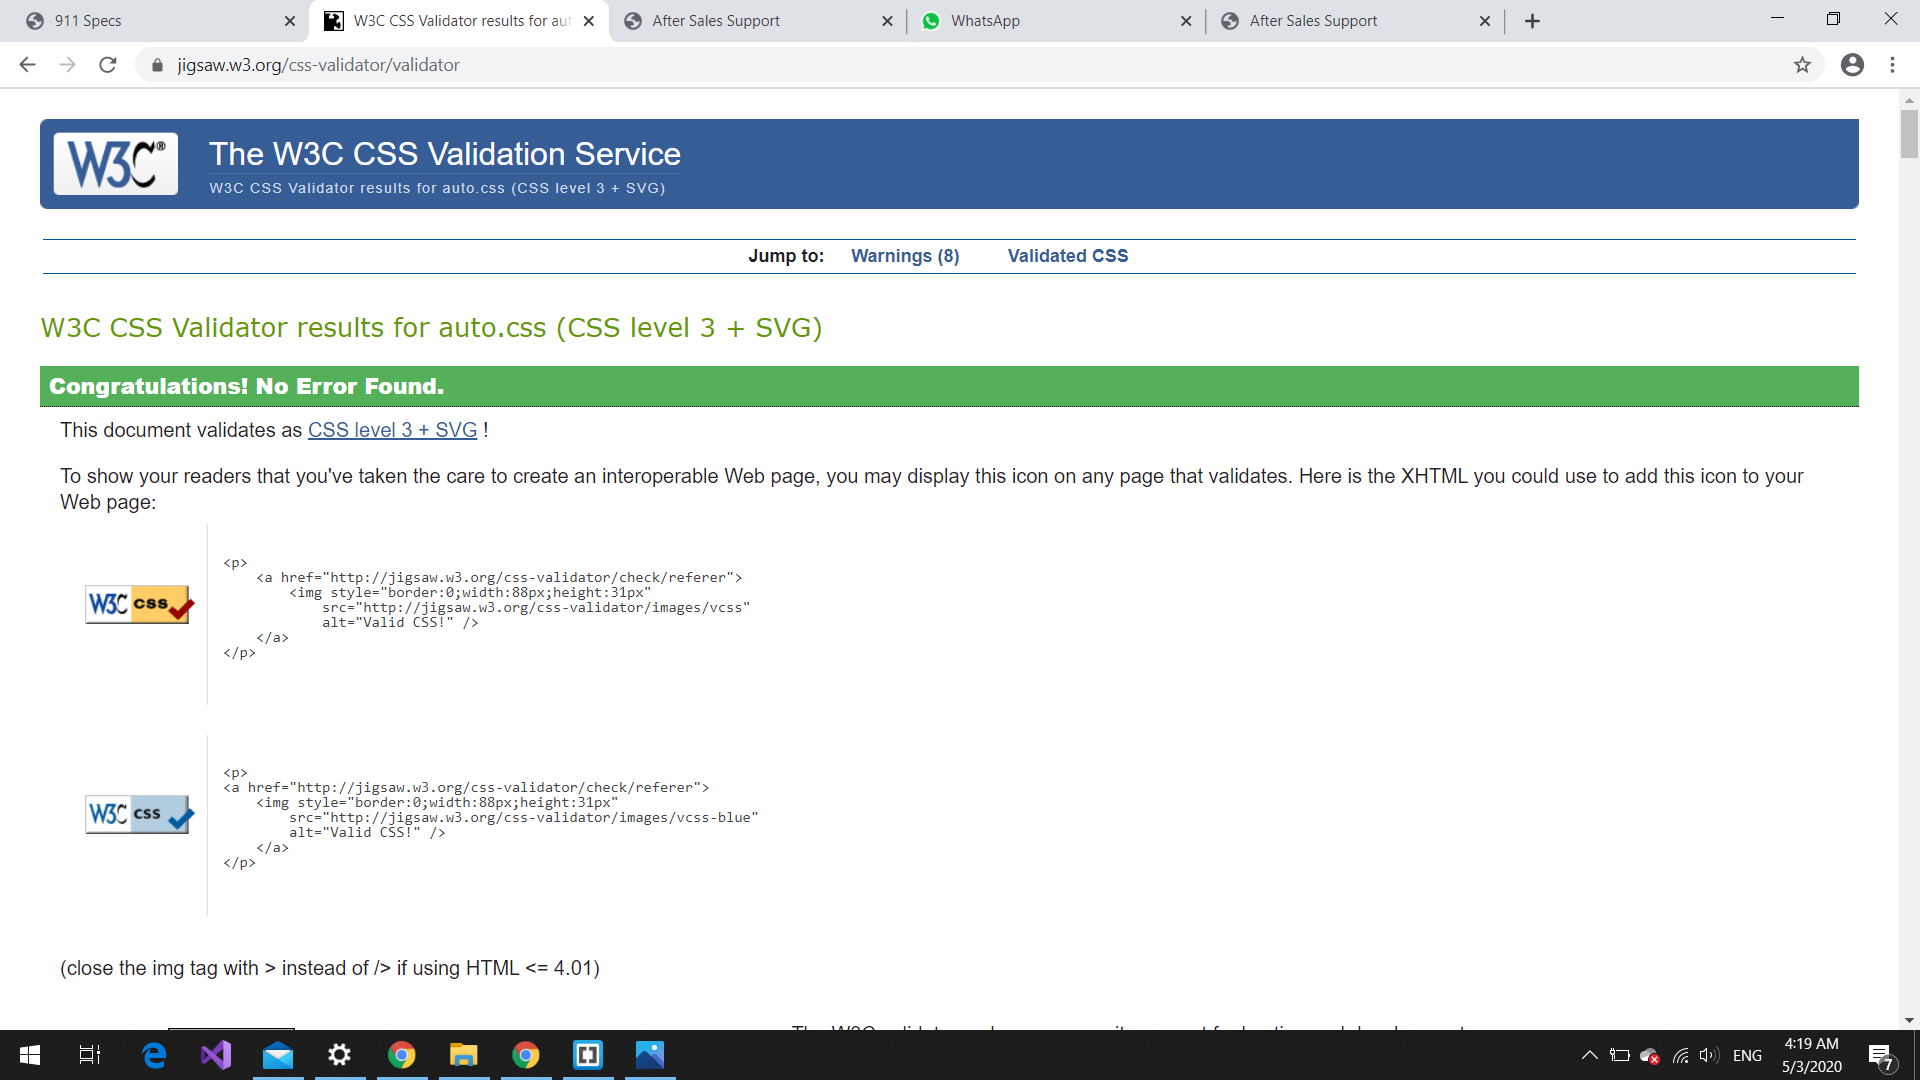 911 Specs
W3C CSS Validator results for aut
After Sales Support
WhatsApp
After Sales Support
jigsaw.w3.org/css-validator/validator
W3C®
The W3C CSS Validation Service
W3C CSS Validator results for auto.css (CSS level 3 + SVG)
Jump to: Warnings (8) Validated CSS
W3C CSS Validator results for auto.css (CSS level 3 + SVG)
Congratulations! No Error Found.
This document validates as CSS level 3 + SVG !
To show your readers that you've taken the care to create an interoperable Web page, you may display this icon on any page that validates. Here is the XHTML you could use to add this icon to your
Web page:
W3C css
<p>
<a href="http://jigsaw.w3.org/css-validator/check/referer">
<img style="border:0;width:88px;height:31px"
src="http://jigsaw.w3.org/css-validator/images/vcss"
alt="Valid CSS!" />
</a>
</p>
W3C css
<p>
<a href="http://jigsaw.w3.org/css-validator/check/referer">
<img style="border:0;width:88px;height:31px"
src="http://jigsaw.w3.org/css-validator/images/vcss-blue"
alt="Valid CSS!" />
</a>
</p>
(close the img tag with > instead of /> if using HTML <= 4.01)
ENG
4:19 AM
5/3/2020
7